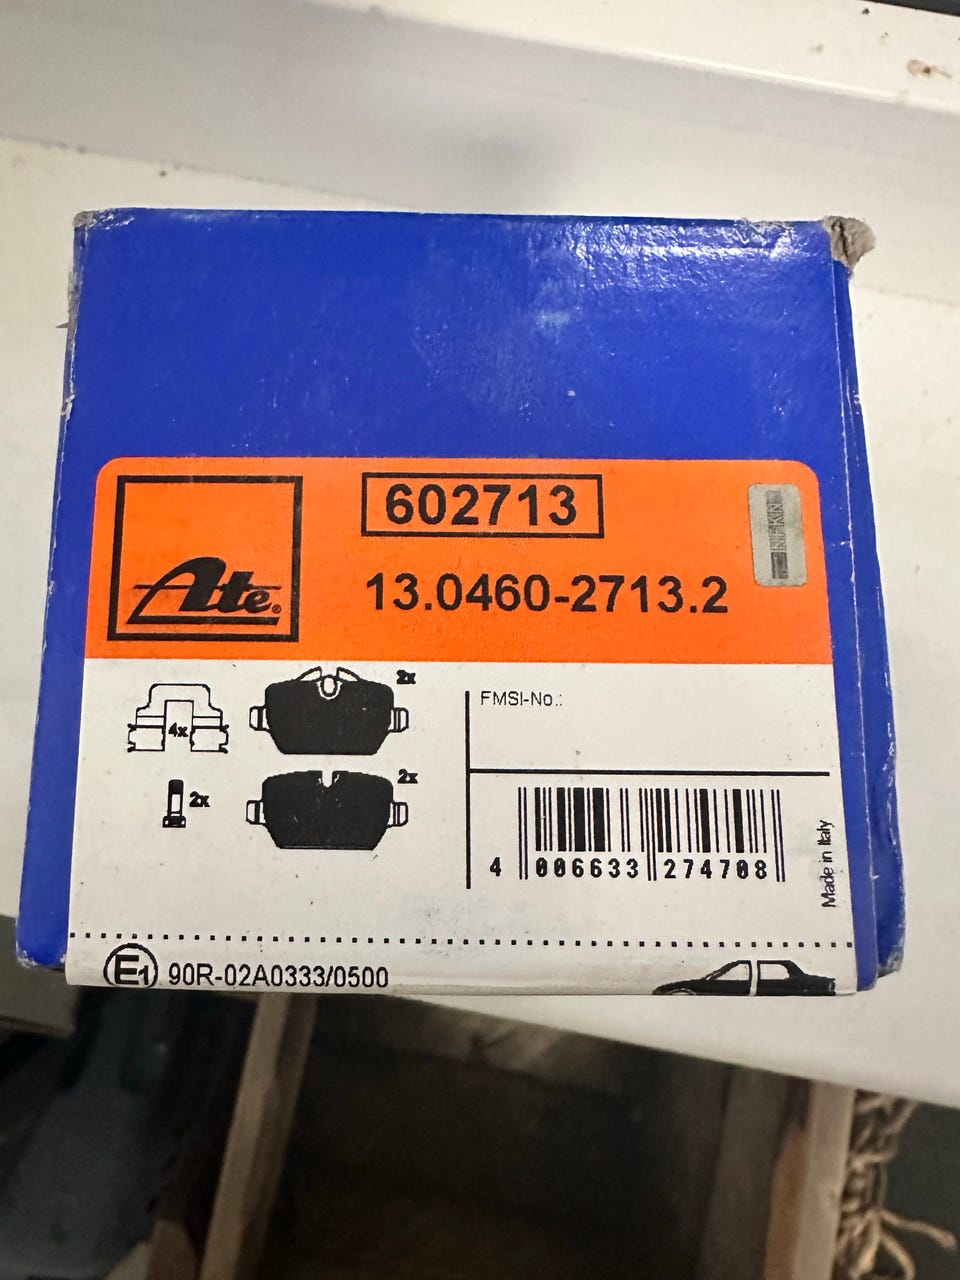 Ate®
602713
13.0460-2713.2
4x
2x
2x
2x
FMSI-No.:
4 006633 274708
Made in Italy
E1 90R-02A0333/0500